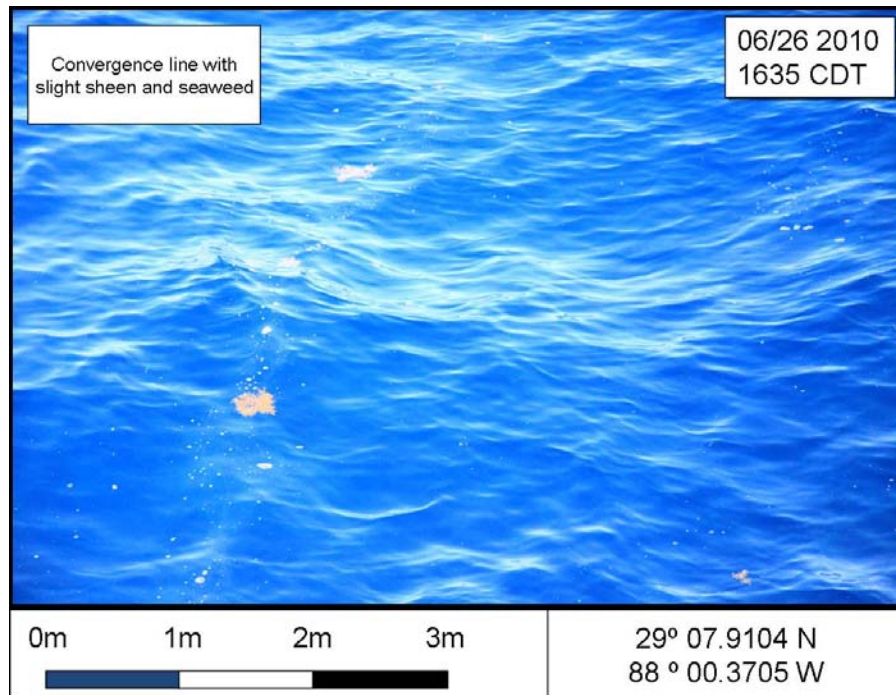 Convergence line with
slight sheen and seaweed
06/26 2010
1635 CDT
0m 1m 2m 3m
29º 07.9104 N
88 º 00.3705 W